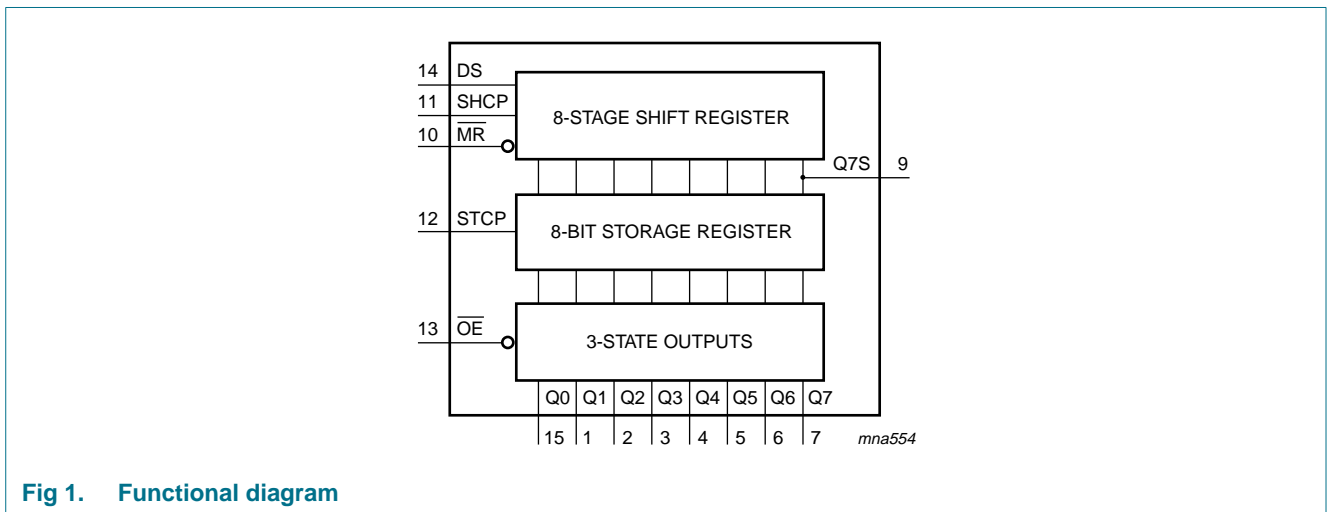 14 DS
11 SHCP
10 M̅R̅
8-STAGE SHIFT REGISTER
Q7S 9
12 STCP
8-BIT STORAGE REGISTER
13 O̅E̅
3-STATE OUTPUTS
Q0 Q1 Q2 Q3 Q4 Q5 Q6 Q7
15 1 2 3 4 5 6 7
mna554
Fig 1. Functional diagram